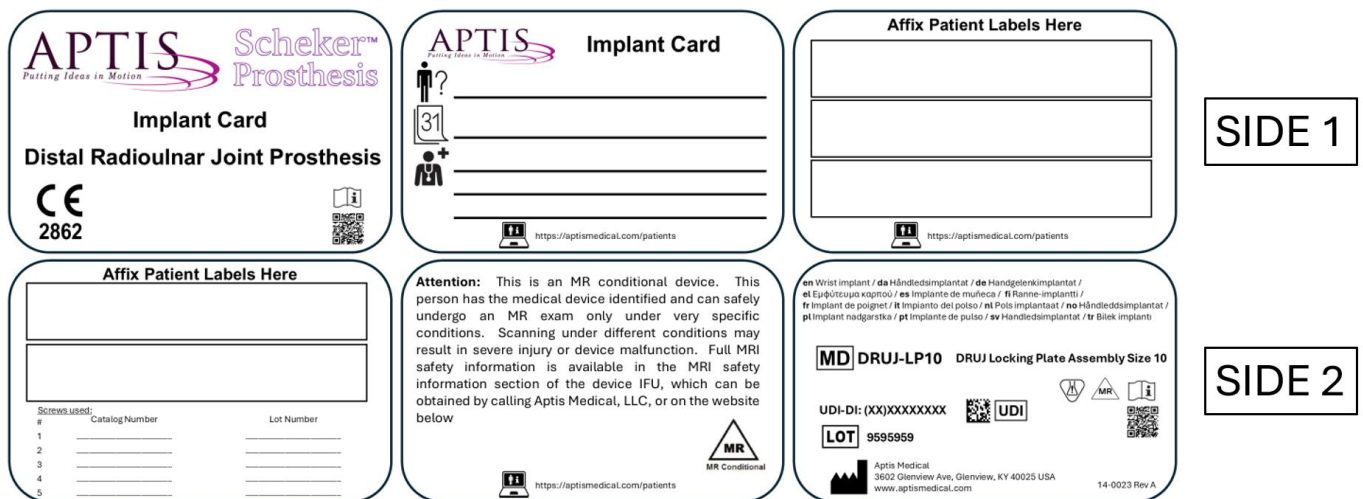 APTIS
Putting Ideas in Motion
Scheker™
Prosthesis
Implant Card
Distal Radioulnar Joint Prosthesis
CE
2862
APTIS
Putting Ideas in Motion
Implant Card
?
31
https://aptismedical.com/patients
Affix Patient Labels Here
https://aptismedical.com/patients
SIDE 1
Affix Patient Labels Here
Screws used:
# Catalog Number Lot Number
1
2
3
4
5
Attention: This is an MR conditional device. This
person has the medical device identified and can safely
undergo an MR exam only under very specific
conditions. Scanning under different conditions may
result in severe injury or device malfunction. Full MRI
safety information is available in the MRI safety
information section of the device IFU, which can be
obtained by calling Aptis Medical, LLC, or on the website
below
MR
MR Conditional
https://aptismedical.com/patients
en Wrist implant / da Håndledsimplantat / de Handgelenkimplantat /
el Εμφύτευμα καρπού / es Implante de muñeca / fi Ranne-implantti /
fr Implant de poignet / it Impianto del polso / nl Pols implantaat / no Håndleddsimplantat /
pl Implant nadgarstka / pt Implante de pulso / sv Handledsimplantat / tr Bilek implantı
MD DRUJ-LP10 DRUJ Locking Plate Assembly Size 10
MR
UDI-DI: (XX)XXXXXXXX UDI
LOT 9595959
Aptis Medical
3602 Glenview Ave, Glenview, KY 40025 USA
www.aptismedical.com
14-0023 Rev A
SIDE 2